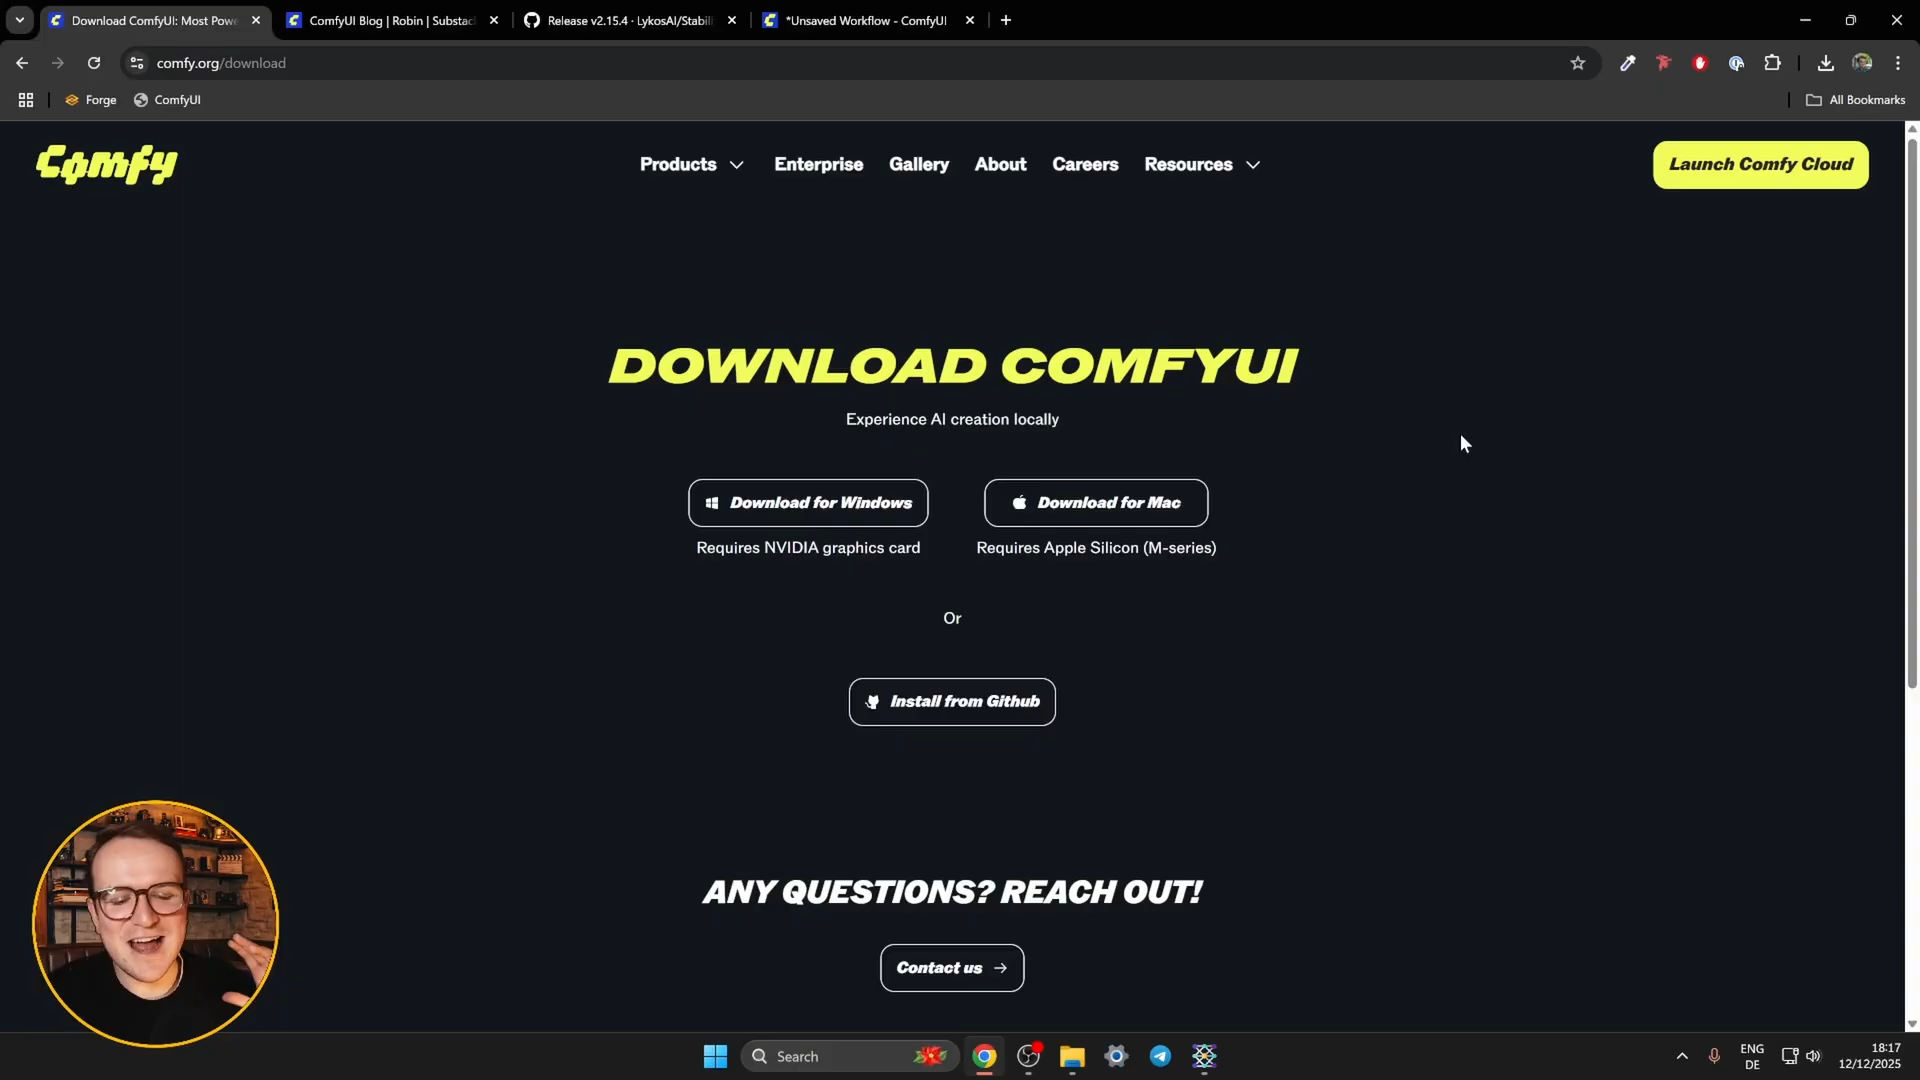 Download ComfyUI: Most Powe
ComfyUI Blog | Robin | Substac
Release v2.15.4 · LykosAI/Stabili
*Unsaved Workflow - ComfyUI
comfy.org/download
Forge
ComfyUI
All Bookmarks
Comfy
Products
Enterprise
Gallery
About
Careers
Resources
Launch Comfy Cloud
DOWNLOAD COMFYUI
Experience AI creation locally
Download for Windows
Download for Mac
Requires NVIDIA graphics card
Requires Apple Silicon (M-series)
Or
Install from Github
ANY QUESTIONS? REACH OUT!
Contact us
Search
ENG
DE
18:17
12/12/2025